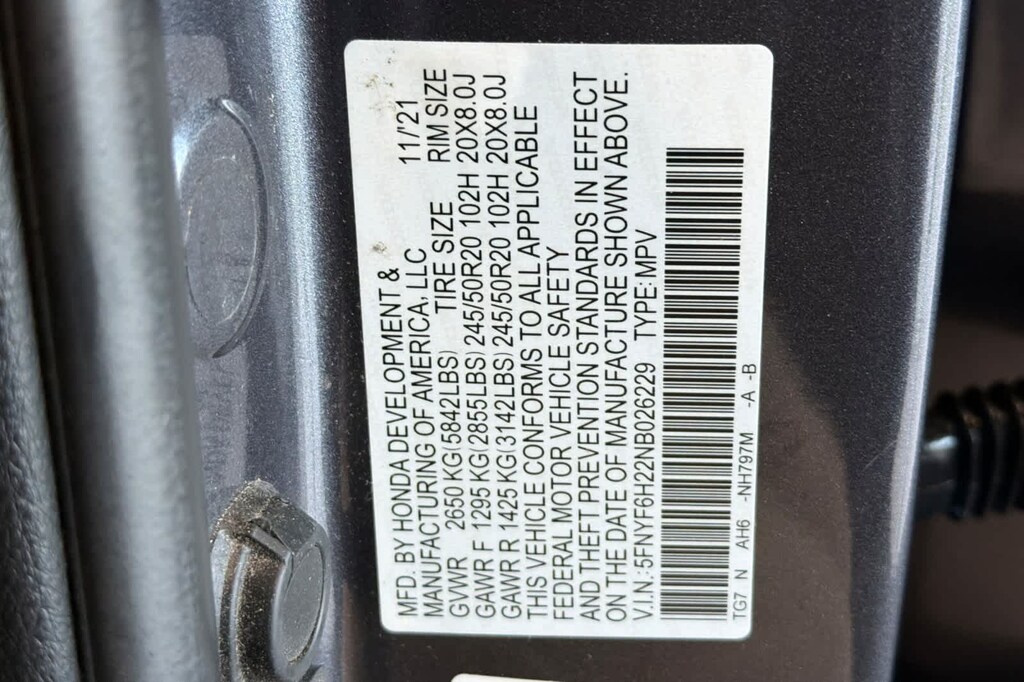 MFD. BY HONDA DEVELOPMENT &
MANUFACTURING OF AMERICA, LLC 11/'21
GVWR 2650 KG(5842LBS) TIRE SIZE RIM SIZE
GAWR F 1295 KG(2855LBS) 245/50R20 102H 20X8.0J
GAWR R 1425 KG(3142LBS) 245/50R20 102H 20X8.0J
THIS VEHICLE CONFORMS TO ALL APPLICABLE
FEDERAL MOTOR VEHICLE SAFETY
AND THEFT PREVENTION STANDARDS IN EFFECT
ON THE DATE OF MANUFACTURE SHOWN ABOVE.
V.I.N.:5FNYF6H22NB026229 TYPE:MPV
TG7 N AH6 -NH797M -A -B